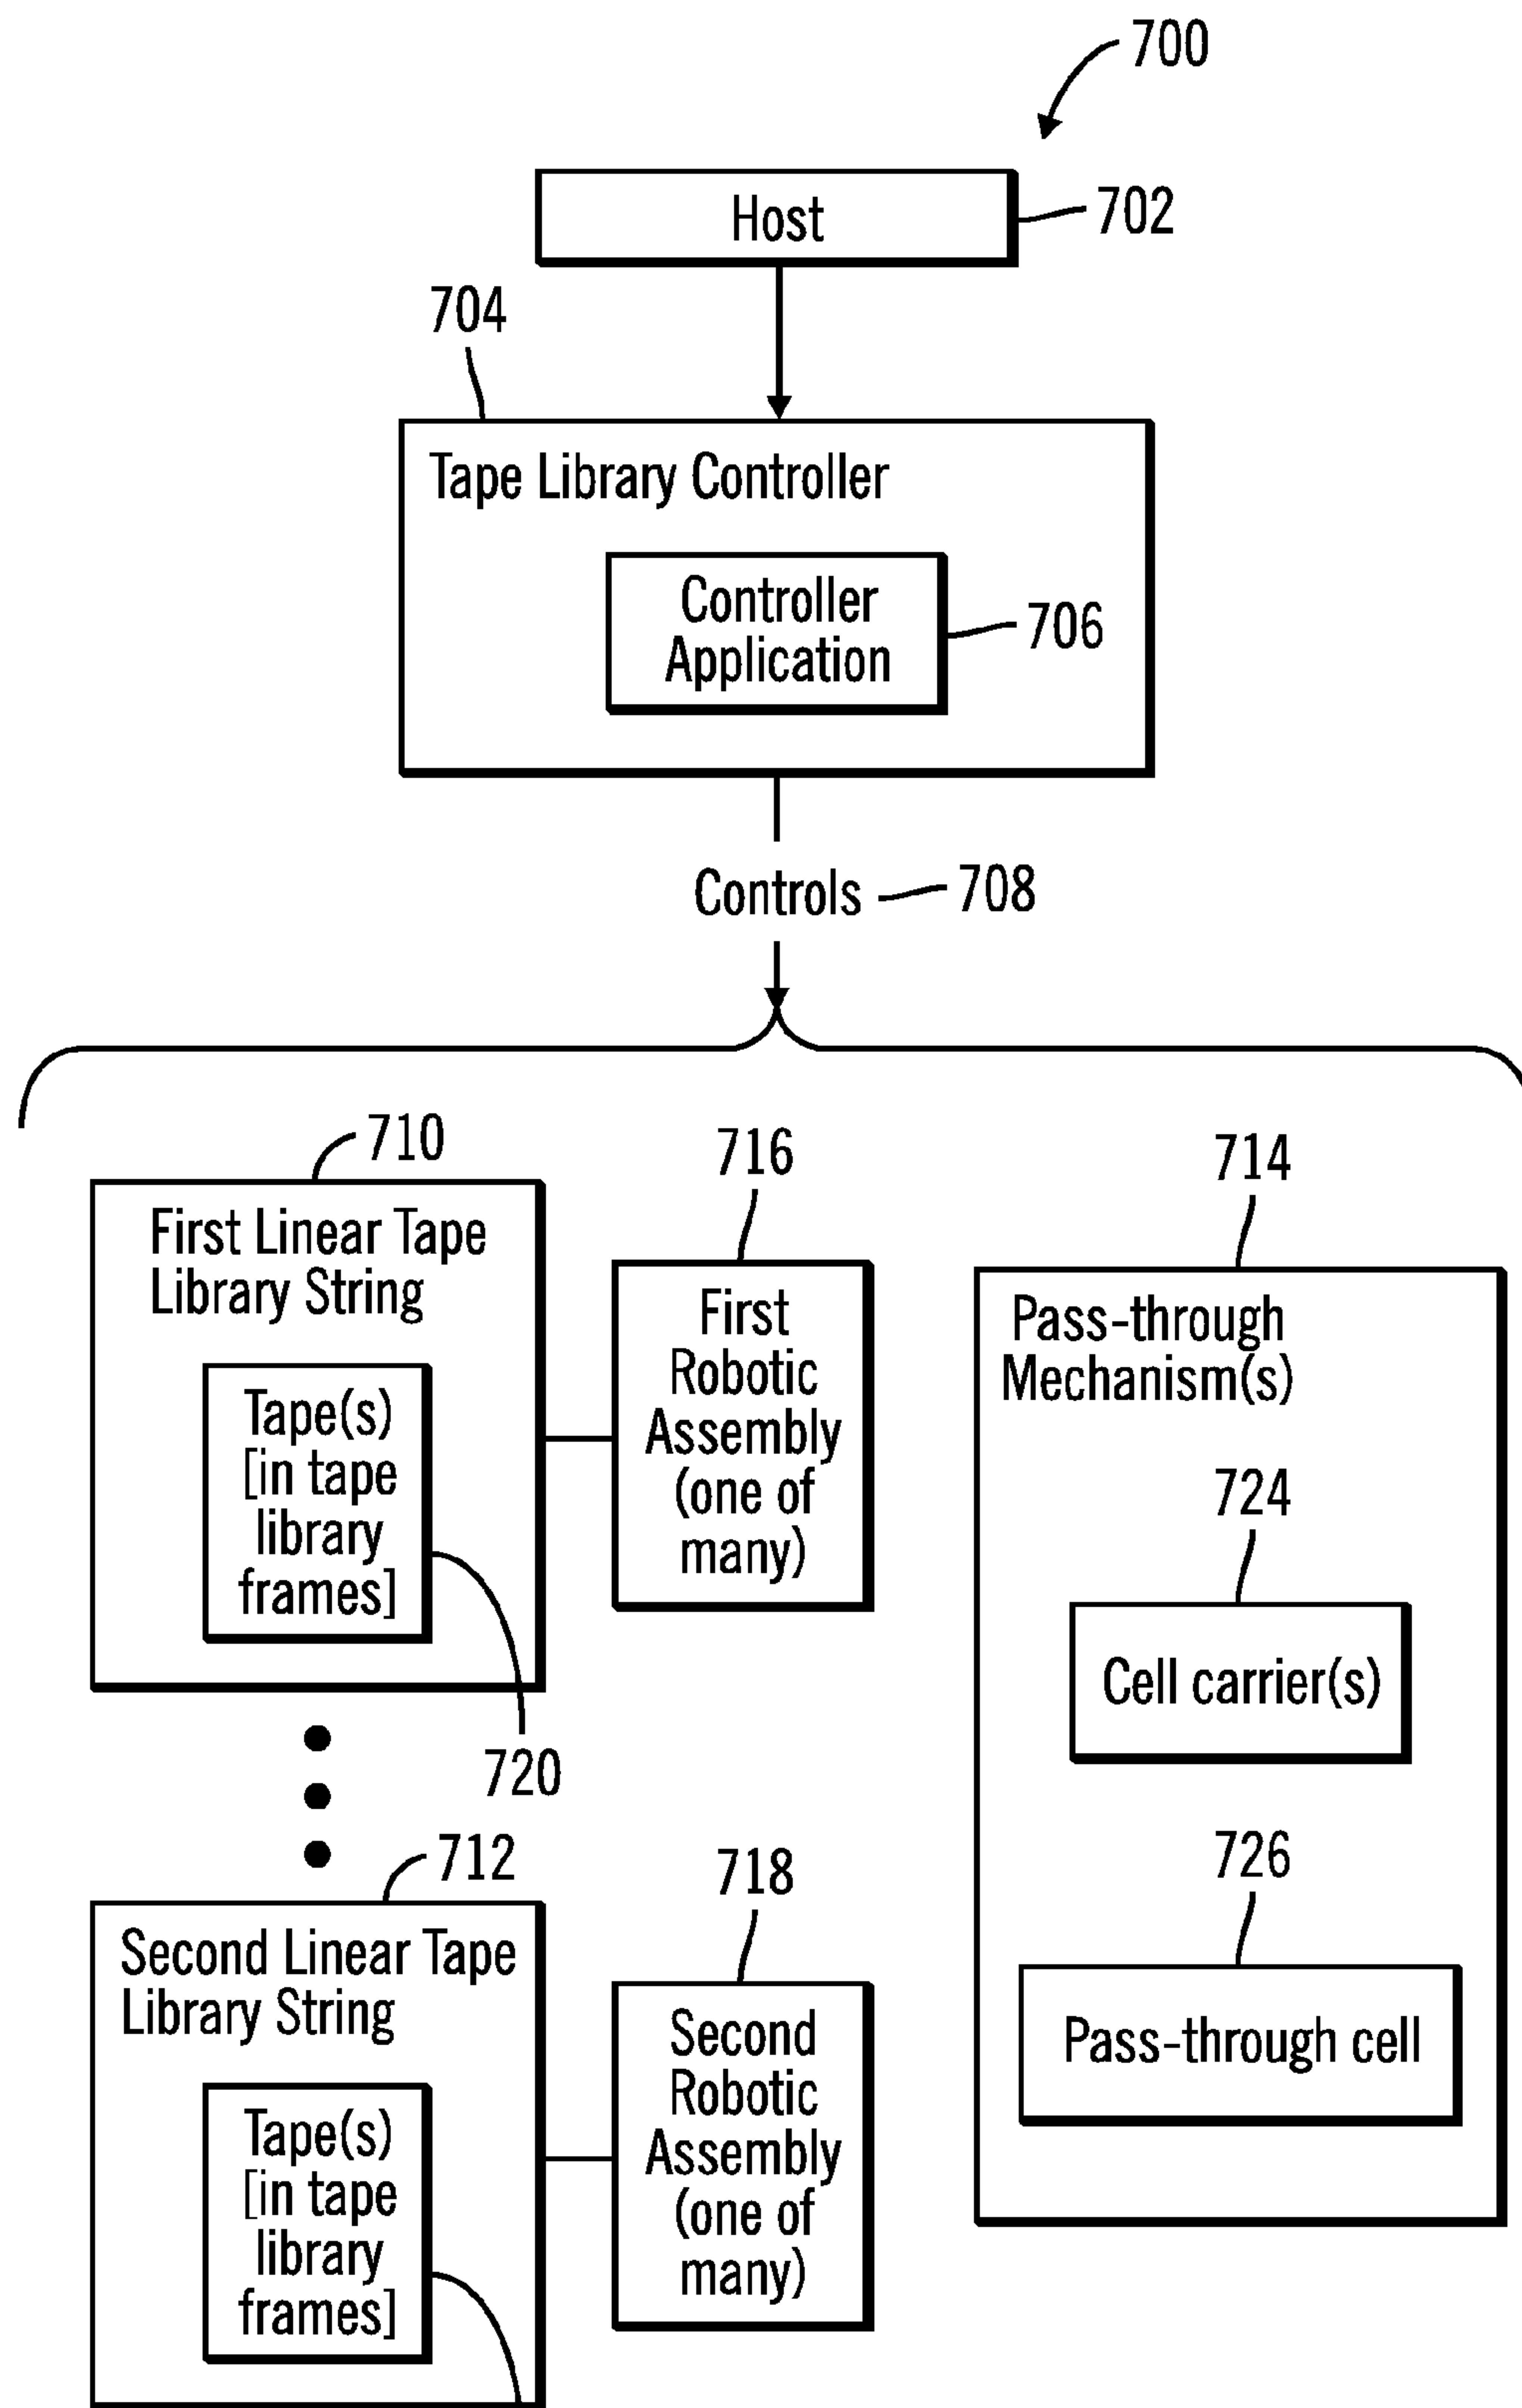 700
Host
702
704
Tape Library Controller
Controller
Application
706
Controls
708
710
First Linear Tape
Library String
Tape(s)
[in tape
library
frames]
720
716
First
Robotic
Assembly
(one of
many)
714
Pass-through
Mechanism(s)
724
Cell carrier(s)
726
Pass-through cell
712
Second Linear Tape
Library String
Tape(s)
[in tape
library
frames]
718
Second
Robotic
Assembly
(one of
many)